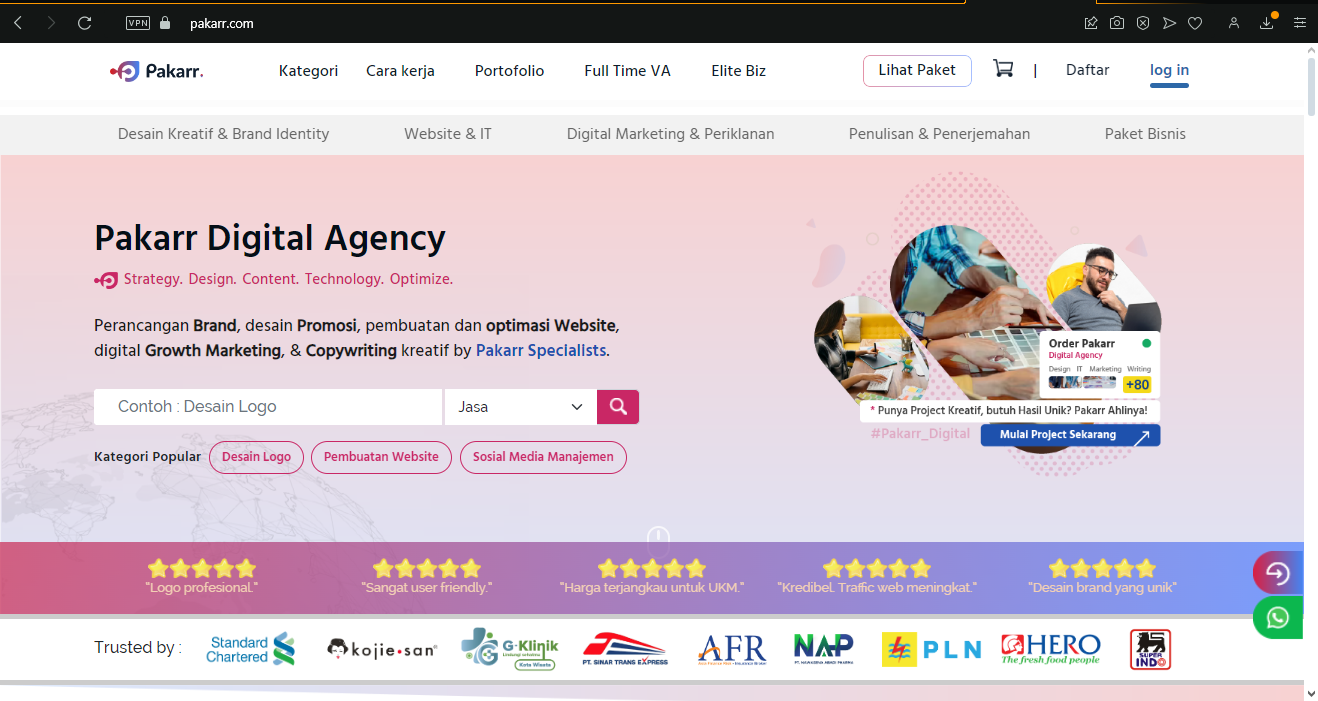 VPN pakarr.com
Pakarr. Kategori Cara kerja Portofolio Full Time VA Elite Biz Lihat Paket | Daftar log in
Desain Kreatif & Brand Identity Website & IT Digital Marketing & Periklanan Penulisan & Penerjemahan Paket Bisnis
Pakarr Digital Agency
Strategy. Design. Content. Technology. Optimize.
Perancangan Brand, desain Promosi, pembuatan dan optimasi Website,
digital Growth Marketing, & Copywriting kreatif by Pakarr Specialists.
Contoh : Desain Logo Jasa
Kategori Popular Desain Logo Pembuatan Website Sosial Media Manajemen
Order Pakarr
Digital Agency
Design IT Marketing Writing
+80
* Punya Project Kreatif, butuh Hasil Unik? Pakarr Ahlinya!
#Pakarr_Digital Mulai Project Sekarang
"Logo profesional." "Sangat user friendly." "Harga terjangkau untuk UKM." "Kredibel. Traffic web meningkat." "Desain brand yang unik"
Trusted by :
Standard
Chartered
kojie•san
G-Klinik
Kota Wisata
PT. SINAR TRANS EXPRESS
AFR
NAP
PLN
HERO
The fresh food people
SUPER
INDO